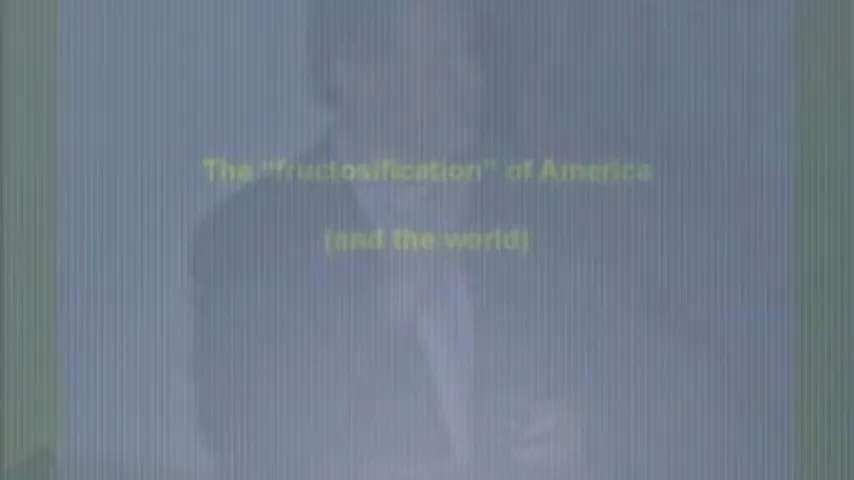 The “fructosification” of America
(and the world)